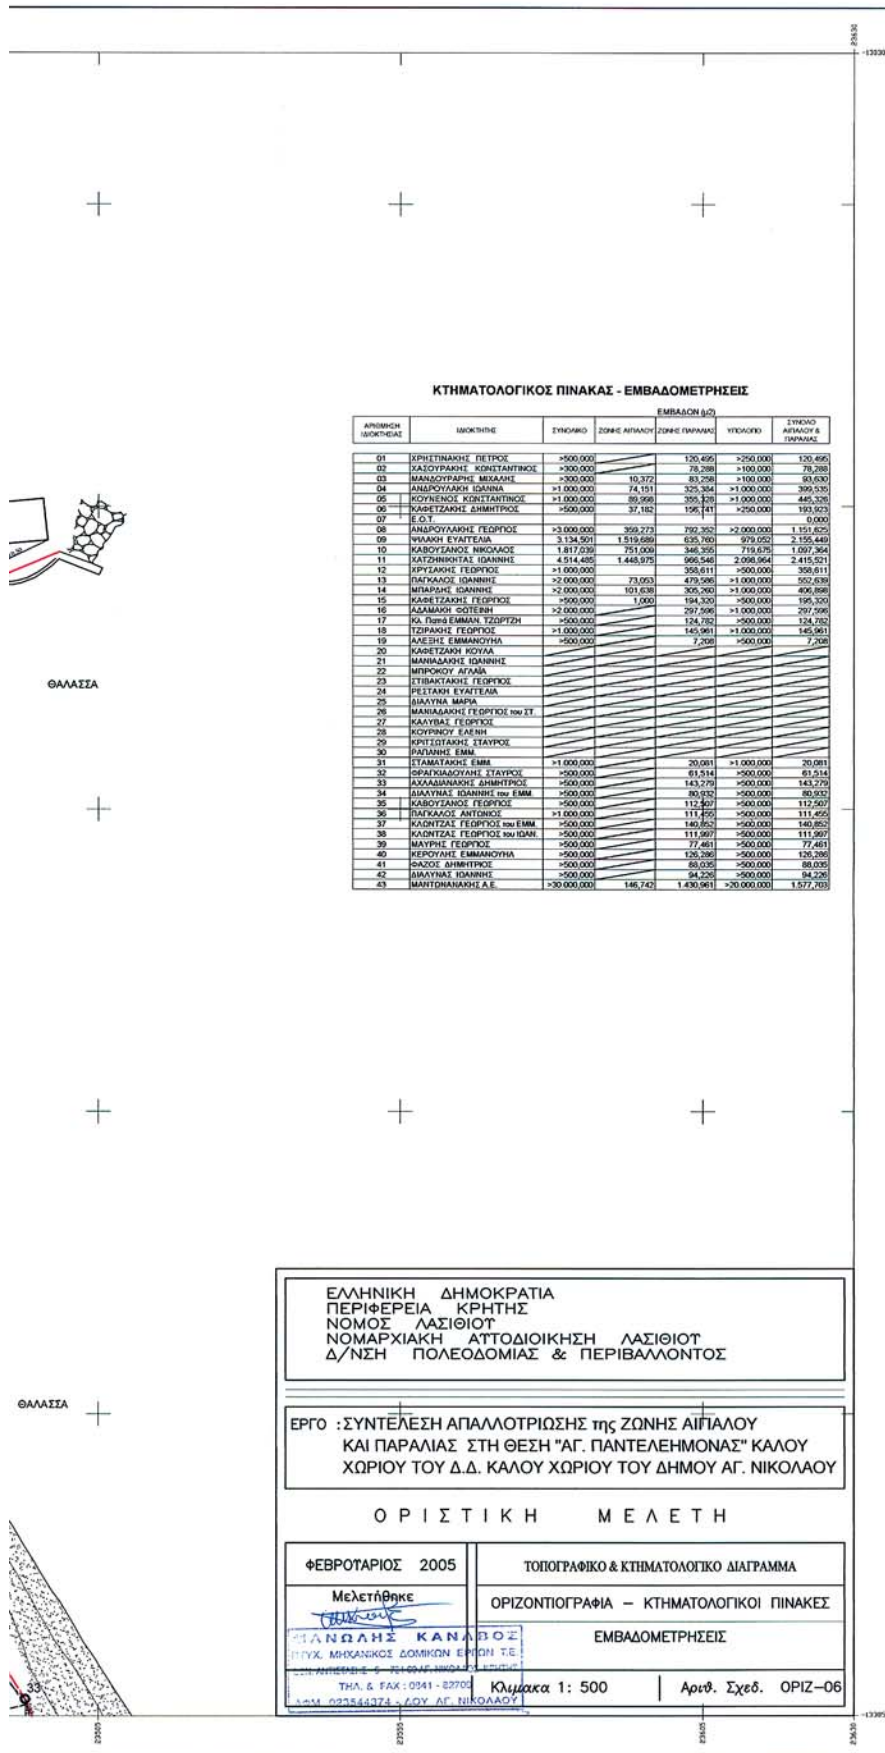 23630
-13330
ΚΤΗΜΑΤΟΛΟΓΙΚΟΣ ΠΙΝΑΚΑΣ - ΕΜΒΑΔΟΜΕΤΡΗΣΕΙΣ
ΕΜΒΑΔΟΝ (μ2)
ΑΡΙΘΜΗΣΗ ΙΔΙΟΚΤΗΣΙΑΣ ΙΔΙΟΚΤΗΤΗΣ ΣΥΝΟΛΙΚΟ ΖΩΝΗΣ ΑΙΓΙΑΛΟΥ ΖΩΝΗΣ ΠΑΡΑΛΙΑΣ ΥΠΟΛΟΙΠΟ ΣΥΝΟΛΟ ΑΙΓΙΑΛΟΥ & ΠΑΡΑΛΙΑΣ
01 ΧΡΗΣΤΙΝΑΚΗΣ ΠΕΤΡΟΣ >500,000 120,495 >250,000 120,495
02 ΧΑΣΟΥΡΑΚΗΣ ΚΩΝΣΤΑΝΤΙΝΟΣ >300,000 78,288 >100,000 78,288
03 ΜΑΝΔΟΥΡΑΡΗΣ ΜΙΧΑΛΗΣ >300,000 10,372 83,258 >100,000 93,630
04 ΑΝΔΡΟΥΛΑΚΗ ΙΩΑΝΝΑ >1.000,000 74,151 325,384 >1.000,000 399,535
05 ΚΟΥΝΕΝΟΣ ΚΩΝΣΤΑΝΤΙΝΟΣ >1.000,000 89,998 355,328 >1.000,000 445,326
06 ΚΑΦΕΤΖΑΚΗΣ ΔΗΜΗΤΡΙΟΣ >500,000 37,182 156,741 >250,000 193,923
07 Ε.Ο.Τ. 0,000
08 ΑΝΔΡΟΥΛΑΚΗΣ ΓΕΩΡΓΙΟΣ >3.000,000 359,273 792,352 >2.000,000 1.151,625
09 ΨΙΛΑΚΗ ΕΥΑΓΓΕΛΙΑ 3.134,501 1.519,689 635,760 979,052 2.155,449
10 ΚΑΒΟΥΣΑΝΟΣ ΝΙΚΟΛΑΟΣ 1.817,039 751,009 346,355 719,675 1.097,364
11 ΧΑΤΖΗΝΙΚΗΤΑΣ ΙΩΑΝΝΗΣ 4.514,485 1.448,975 966,546 2.098,964 2.415,521
12 ΧΡΥΣΑΚΗΣ ΓΕΩΡΓΙΟΣ >1.000,000 358,611 >500,000 358,611
13 ΠΑΓΚΑΛΟΣ ΙΩΑΝΝΗΣ >2.000,000 73,053 479,586 >1.000,000 552,639
14 ΜΠΑΡΔΗΣ ΙΩΑΝΝΗΣ >2.000,000 101,638 305,260 >1.000,000 406,898
15 ΚΑΦΕΤΖΑΚΗΣ ΓΕΩΡΓΙΟΣ >500,000 1,000 194,320 >500,000 195,320
16 ΑΔΑΜΑΚΗ ΦΩΤΕΙΝΗ >2.000,000 297,596 >1.000,000 297,596
17 Κλ. Παπά ΕΜΜΑΝ. ΤΖΩΡΤΖΗ >500,000 124,782 >500,000 124,782
18 ΤΖΙΡΑΚΗΣ ΓΕΩΡΓΙΟΣ >1.000,000 145,961 >1.000,000 145,961
19 ΑΛΕΞΗΣ ΕΜΜΑΝΟΥΗΛ >500,000 7,208 >500,000 7,208
20 ΚΑΦΕΤΖΑΚΗ ΚΟΥΛΑ
21 ΜΑΝΙΑΔΑΚΗΣ ΙΩΑΝΝΗΣ
22 ΜΠΡΟΚΟΥ ΑΓΛΑΪΑ
23 ΣΤΙΒΑΚΤΑΚΗΣ ΓΕΩΡΓΙΟΣ
24 ΡΕΣΤΑΚΗ ΕΥΑΓΓΕΛΙΑ
25 ΔΙΑΛΥΝΑ ΜΑΡΙΑ
26 ΜΑΝΙΑΔΑΚΗΣ ΓΕΩΡΓΙΟΣ του ΣΤ.
27 ΚΑΛΥΒΑΣ ΓΕΩΡΓΙΟΣ
28 ΚΟΥΡΙΝΟΥ ΕΛΕΝΗ
29 ΚΡΙΤΣΩΤΑΚΗΣ ΣΤΑΥΡΟΣ
30 ΡΑΠΑΝΗΣ ΕΜΜ.
31 ΣΤΑΜΑΤΑΚΗΣ ΕΜΜ. >1.000,000 20,081 >1.000,000 20,081
32 ΦΡΑΓΚΙΑΔΟΥΛΗΣ ΣΤΑΥΡΟΣ >500,000 61,514 >500,000 61,514
33 ΑΧΛΑΔΙΑΝΑΚΗΣ ΔΗΜΗΤΡΙΟΣ >500,000 143,279 >500,000 143,279
34 ΔΙΑΛΥΝΑΣ ΙΩΑΝΝΗΣ του ΕΜΜ. >500,000 80,932 >500,000 80,932
35 ΚΑΒΟΥΣΑΝΟΣ ΓΕΩΡΓΙΟΣ >500,000 112,507 >500,000 112,507
36 ΠΑΓΚΑΛΟΣ ΑΝΤΩΝΙΟΣ >1.000,000 111,455 >500,000 111,455
37 ΚΛΩΝΤΖΑΣ ΓΕΩΡΓΙΟΣ του ΕΜΜ. >500,000 140,852 >500,000 140,852
38 ΚΛΩΝΤΖΑΣ ΓΕΩΡΓΙΟΣ του ΙΩΑΝ. >500,000 111,997 >500,000 111,997
39 ΜΑΥΡΗΣ ΓΕΩΡΓΙΟΣ >500,000 77,461 >500,000 77,461
40 ΚΕΡΟΥΛΗΣ ΕΜΜΑΝΟΥΗΛ >500,000 126,286 >500,000 126,286
41 ΦΑΖΟΣ ΔΗΜΗΤΡΙΟΣ >500,000 88,035 >500,000 88,035
42 ΔΙΑΛΥΝΑΣ ΙΩΑΝΝΗΣ >500,000 94,226 >500,000 94,226
43 ΜΑΝΤΩΝΑΝΑΚΗΣ Α.Ε. >30.000,000 146,742 1.430,961 >20.000,000 1.577,703
ΘΑΛΑΣΣΑ
ΕΛΛΗΝΙΚΗ ΔΗΜΟΚΡΑΤΙΑ
ΠΕΡΙΦΕΡΕΙΑ ΚΡΗΤΗΣ
ΝΟΜΟΣ ΛΑΣΙΘΙΟΥ
ΝΟΜΑΡΧΙΑΚΗ ΑΥΤΟΔΙΟΙΚΗΣΗ ΛΑΣΙΘΙΟΥ
Δ/ΝΣΗ ΠΟΛΕΟΔΟΜΙΑΣ & ΠΕΡΙΒΑΛΛΟΝΤΟΣ
ΘΑΛΑΣΣΑ
ΕΡΓΟ : ΣΥΝΤΕΛΕΣΗ ΑΠΑΛΛΟΤΡΙΩΣΗΣ της ΖΩΝΗΣ ΑΙΓΙΑΛΟΥ
ΚΑΙ ΠΑΡΑΛΙΑΣ ΣΤΗ ΘΕΣΗ "ΑΓ. ΠΑΝΤΕΛΕΗΜΟΝΑΣ" ΚΑΛΟΥ
ΧΩΡΙΟΥ ΤΟΥ Δ.Δ. ΚΑΛΟΥ ΧΩΡΙΟΥ ΤΟΥ ΔΗΜΟΥ ΑΓ. ΝΙΚΟΛΑΟΥ
ΟΡΙΣΤΙΚΗ ΜΕΛΕΤΗ
ΦΕΒΡΟΥΑΡΙΟΣ 2005
ΤΟΠΟΓΡΑΦΙΚΟ & ΚΤΗΜΑΤΟΛΟΓΙΚΟ ΔΙΑΓΡΑΜΜΑ
Μελετήθηκε
ΟΡΙΖΟΝΤΙΟΓΡΑΦΙΑ – ΚΤΗΜΑΤΟΛΟΓΙΚΟΙ ΠΙΝΑΚΕΣ
ΕΜΒΑΔΟΜΕΤΡΗΣΕΙΣ
ΜΑΝΩΛΗΣ ΚΑΝΑΒΟΣ
ΠΤΥΧ. ΜΗΧΑΝΙΚΟΣ ΔΟΜΙΚΩΝ ΕΡΓΩΝ Τ.Ε.
ΤΗΛ. & FAX : 0841 - 82709
ΑΦΜ 023544374 - ΔΟΥ ΑΓ. ΝΙΚΟΛΑΟΥ
Κλιμακα 1: 500
Αριθ. Σχεδ. ΟΡΙΖ–06
33
-13385
23505
23555
23605
23630